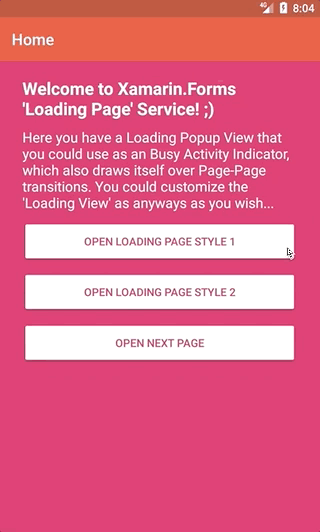 4G 8:04
Home
Welcome to Xamarin.Forms
'Loading Page' Service! ;)
Here you have a Loading Popup View that
you could use as an Busy Activity Indicator,
which also draws itself over Page-Page
transitions. You could customize the
'Loading View' as anyways as you wish...
OPEN LOADING PAGE STYLE 1
OPEN LOADING PAGE STYLE 2
OPEN NEXT PAGE